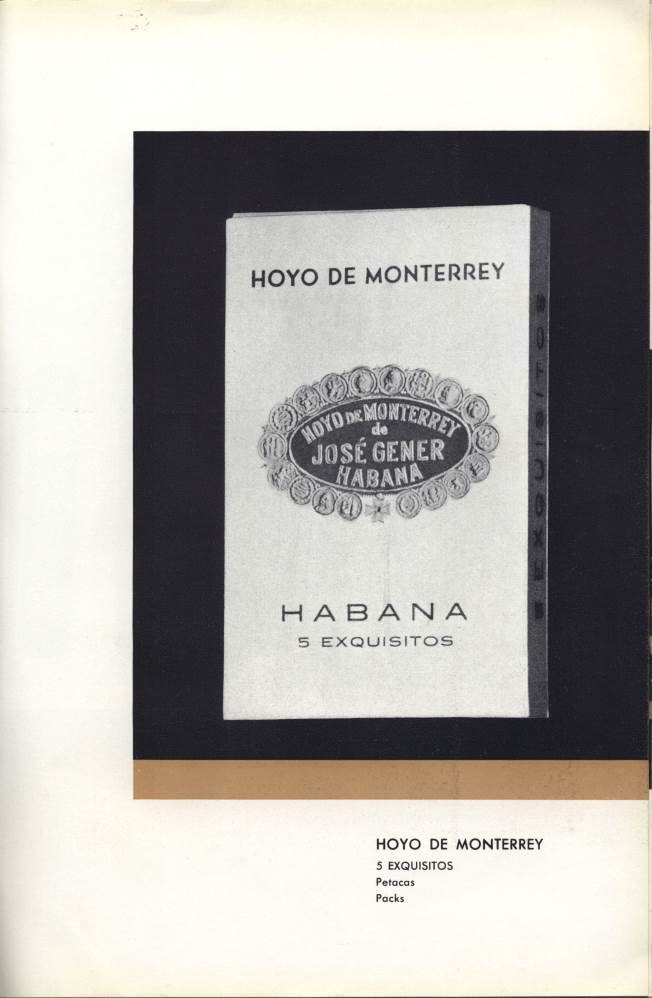 HOYO DE MONTERREY
HOYO DE MONTERREY
de
JOSÉ GENER
HABANA
HABANA
5 EXQUISITOS
5 EXQUISITOS
HOYO DE MONTERREY
5 EXQUISITOS
Petacas
Packs